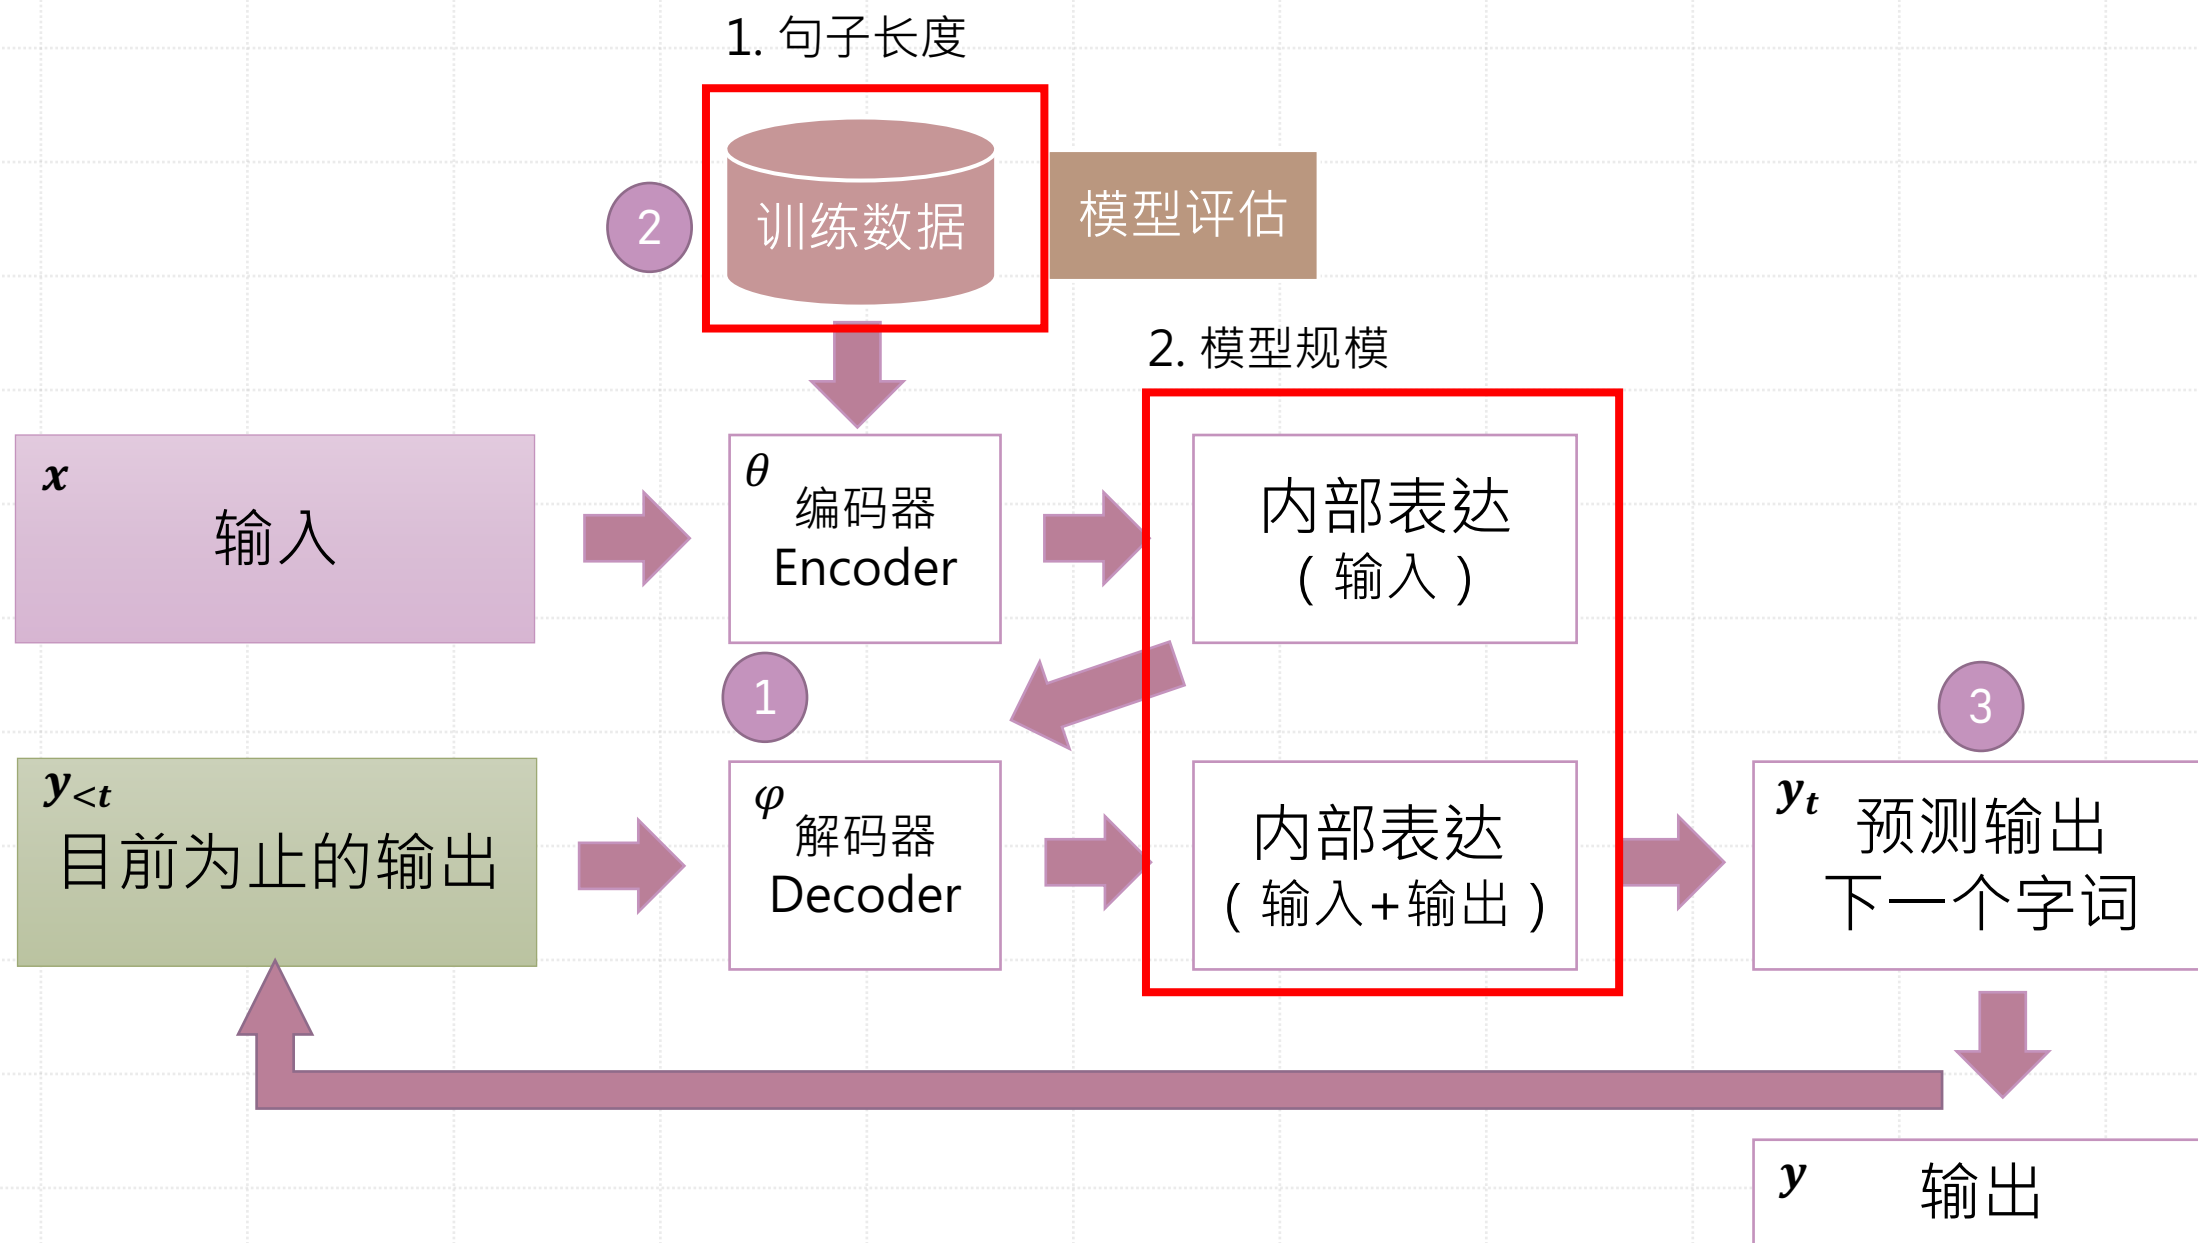 1. 句子长度
2
训练数据
模型评估
2. 模型规模
x
输入
θ
编码器
Encoder
内部表达
（输入）
1
3
y<t
目前为止的输出
φ
解码器
Decoder
内部表达
（输入+输出）
yt
预测输出
下一个字词
y
输出